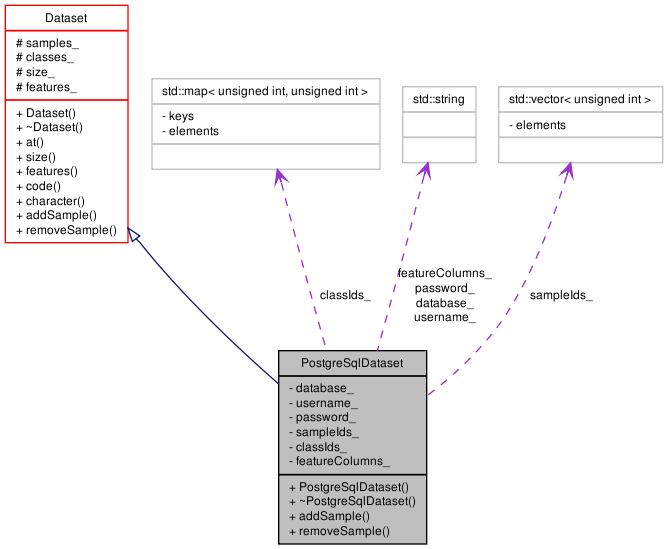 Dataset
# samples_
# classes_
# size_
# features_
+ Dataset()
+ ~Dataset()
+ at()
+ size()
+ features()
+ code()
+ character()
+ addSample()
+ removeSample()
std::map< unsigned int, unsigned int >
- keys
- elements
std::string
std::vector< unsigned int >
- elements
classIds_
featureColumns_
password_
database_
username_
sampleIds_
PostgreSqlDataset
- database_
- username_
- password_
- sampleIds_
- classIds_
- featureColumns_
+ PostgreSqlDataset()
+ ~PostgreSqlDataset()
+ addSample()
+ removeSample()